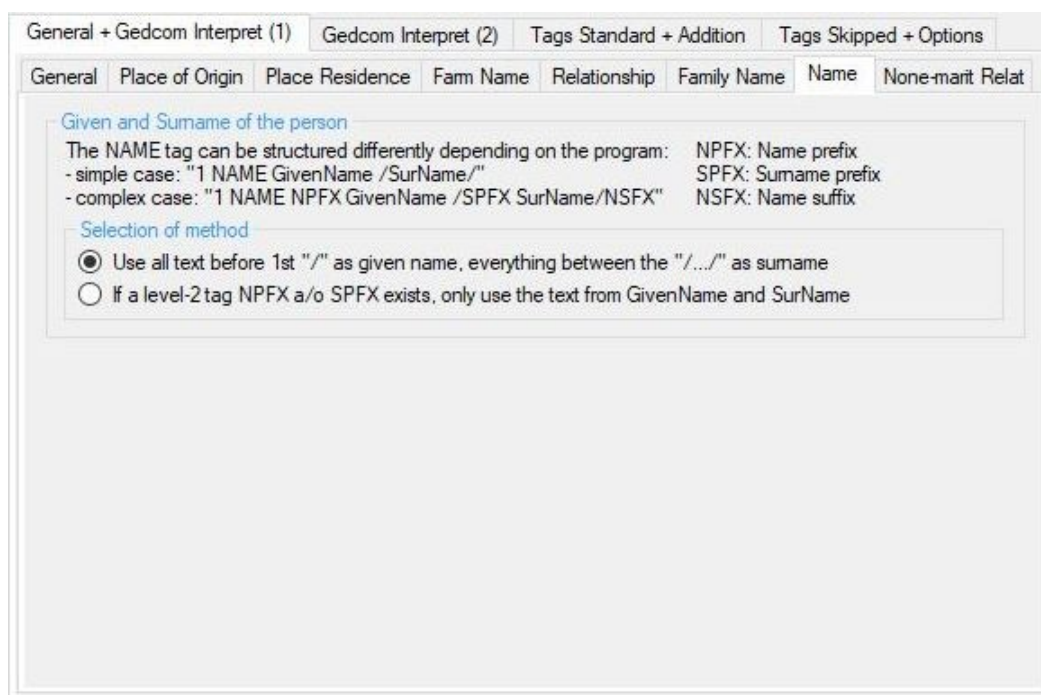 General + Gedcom Interpret (1) Gedcom Interpret (2) Tags Standard + Addition Tags Skipped + Options
General Place of Origin Place Residence Farm Name Relationship Family Name Name None-marit Relat
Given and Surname of the person
The NAME tag can be structured differently depending on the program: NPFX: Name prefix
- simple case: "1 NAME GivenName /SurName/" SPFX: Surname prefix
- complex case: "1 NAME NPFX GivenName /SPFX SurName/NSFX" NSFX: Name suffix
Selection of method
Use all text before 1st "/" as given name, everything between the "/.../" as surname
If a level-2 tag NPFX a/o SPFX exists, only use the text from GivenName and SurName